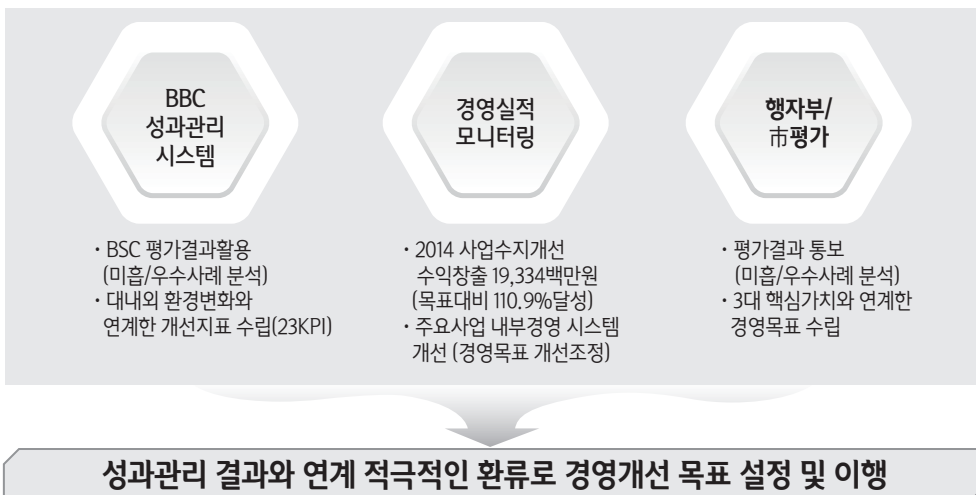 BBC
성과관리
시스템
· BSC 평가결과활용
(미흡/우수사례 분석)
· 대내외 환경변화와
연계한 개선지표 수립(23KPI)
경영실적
모니터링
· 2014 사업수지개선
수익창출 19,334백만원
(목표대비 110.9%달성)
· 주요사업 내부경영 시스템
개선 (경영목표 개선조정)
행자부/
市평가
· 평가결과 통보
(미흡/우수사례 분석)
· 3대 핵심가치와 연계한
경영목표 수립
성과관리 결과와 연계 적극적인 환류로 경영개선 목표 설정 및 이행